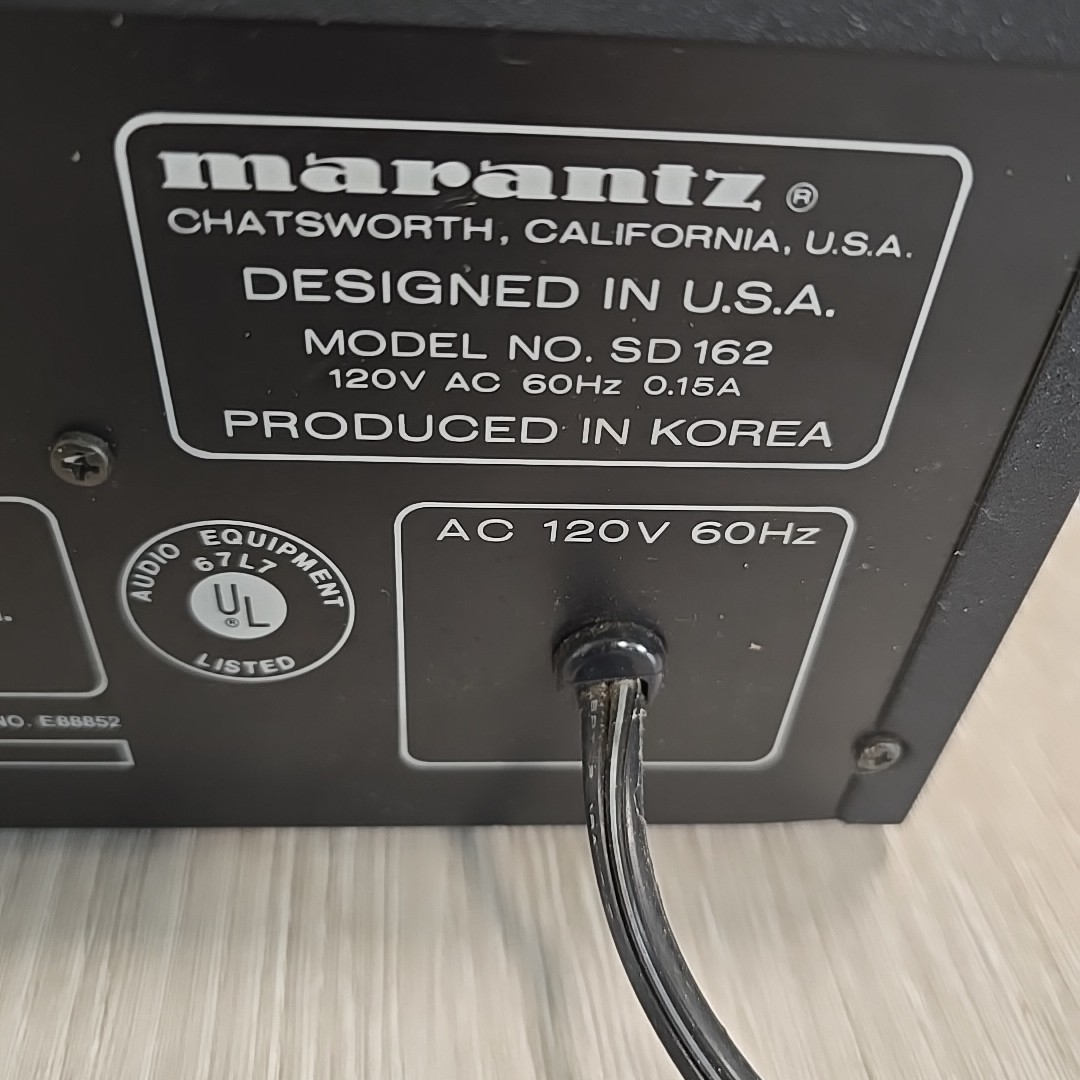 marantz ®
CHATSWORTH, CALIFORNIA, U.S.A.
DESIGNED IN U.S.A.
MODEL NO. SD 162
120V AC 60Hz 0.15A
PRODUCED IN KOREA
AC 120V 60Hz
AUDIO EQUIPMENT
67L7
UL
®
LISTED
NO. E88852